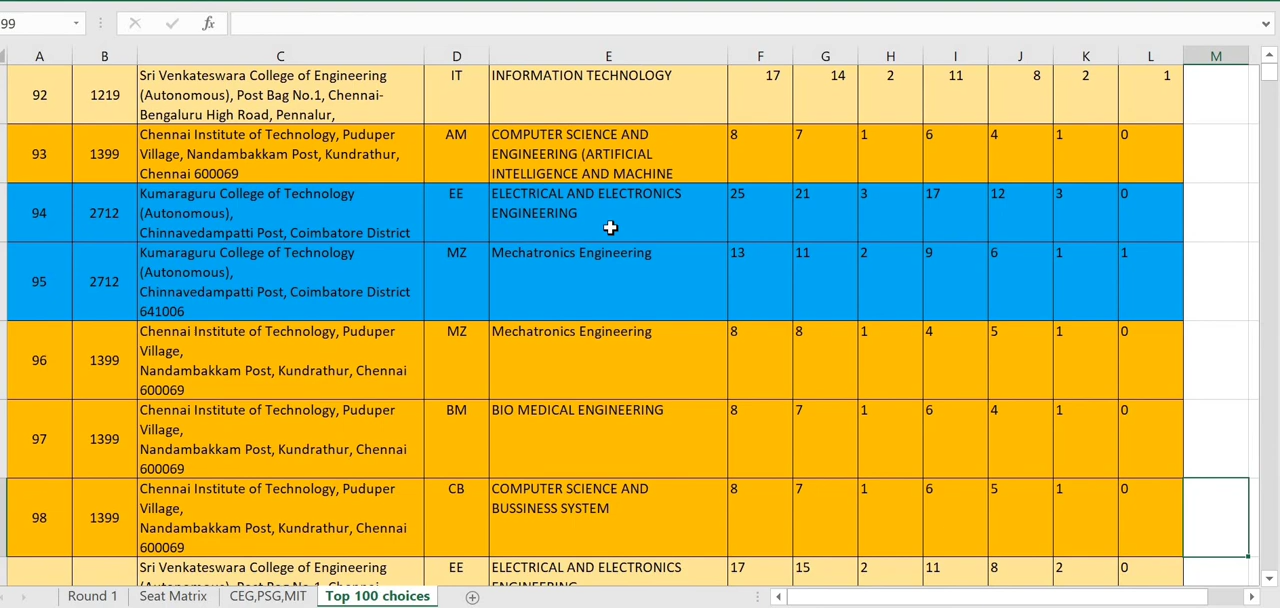 99
fx
A B C D E F G H I J K L M
92 1219 Sri Venkateswara College of Engineering IT INFORMATION TECHNOLOGY 17 14 2 11 8 2 1
(Autonomous), Post Bag No.1, Chennai-
Bengaluru High Road, Pennalur,
93 1399 Chennai Institute of Technology, Puduper AM COMPUTER SCIENCE AND 8 7 1 6 4 1 0
Village, Nandambakkam Post, Kundrathur, ENGINEERING (ARTIFICIAL
Chennai 600069 INTELLIGENCE AND MACHINE
94 2712 Kumaraguru College of Technology EE ELECTRICAL AND ELECTRONICS 25 21 3 17 12 3 0
(Autonomous), ENGINEERING
Chinnavedampatti Post, Coimbatore District
95 2712 Kumaraguru College of Technology MZ Mechatronics Engineering 13 11 2 9 6 1 1
(Autonomous),
Chinnavedampatti Post, Coimbatore District
641006
96 1399 Chennai Institute of Technology, Puduper MZ Mechatronics Engineering 8 8 1 4 5 1 0
Village,
Nandambakkam Post, Kundrathur, Chennai
600069
97 1399 Chennai Institute of Technology, Puduper BM BIO MEDICAL ENGINEERING 8 7 1 6 4 1 0
Village,
Nandambakkam Post, Kundrathur, Chennai
600069
98 1399 Chennai Institute of Technology, Puduper CB COMPUTER SCIENCE AND 8 7 1 6 5 1 0
Village, BUSSINESS SYSTEM
Nandambakkam Post, Kundrathur, Chennai
600069
Sri Venkateswara College of Engineering EE ELECTRICAL AND ELECTRONICS 17 15 2 11 8 2 0
(Autonomous), Post Bag No.1, Chennai- ENGINEERING
Round 1 Seat Matrix CEG,PSG,MIT Top 100 choices